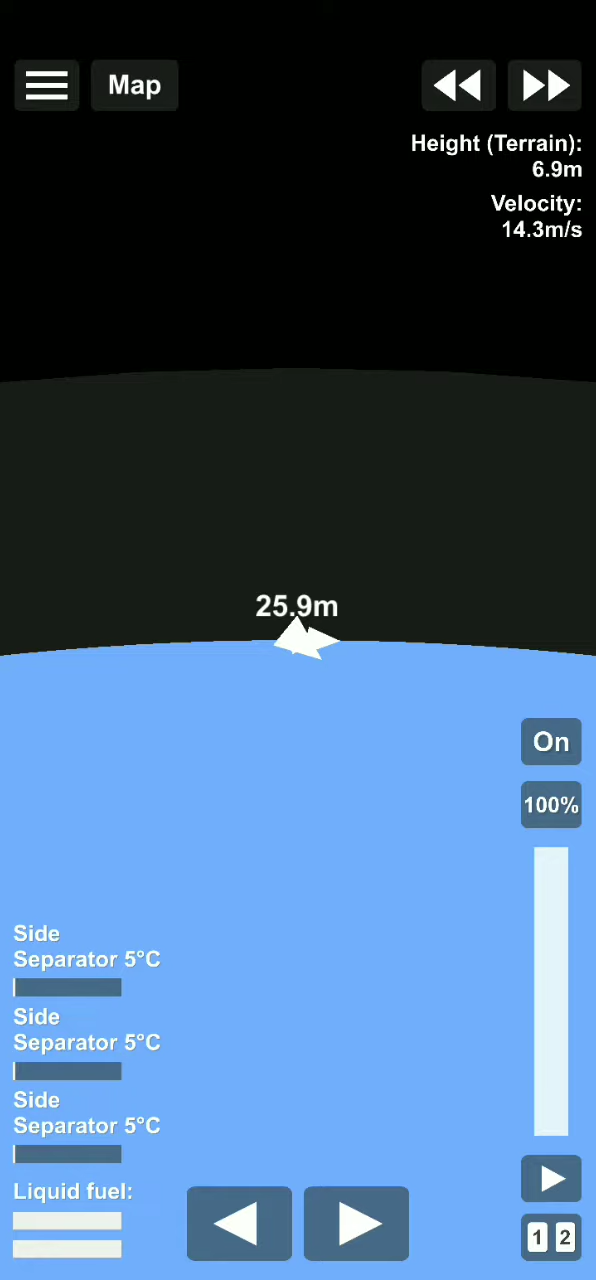 Map
Height (Terrain):
6.9m
Velocity:
14.3m/s
25.9m
On
100%
Side
Separator 5°C
Side
Separator 5°C
Side
Separator 5°C
Liquid fuel:
1 2